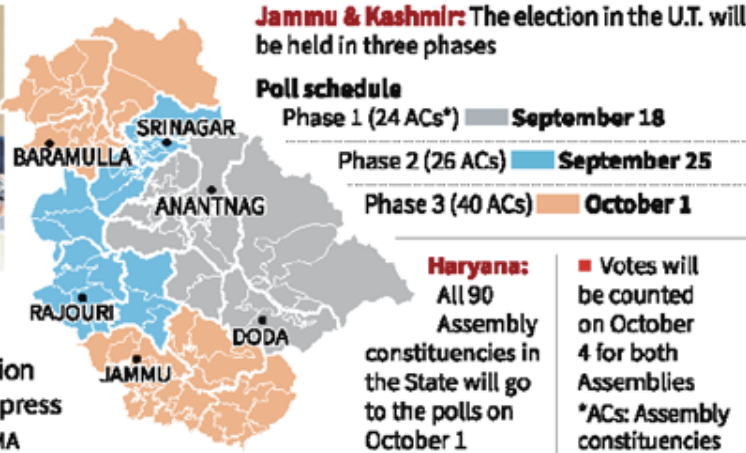 Jammu & Kashmir: The election in the U.T. will
be held in three phases
Poll schedule
Phase 1 (24 ACs*) September 18
Phase 2 (26 ACs) September 25
Phase 3 (40 ACs) October 1
SRINAGAR
BARAMULLA
ANANTNAG
RAJOURI
DODA
JAMMU
Haryana:
All 90
Assembly
constituencies in
the State will go
to the polls on
October 1
■ Votes will
be counted
on October
4 for both
Assemblies
*ACs: Assembly
constituencies
ion
press
MA